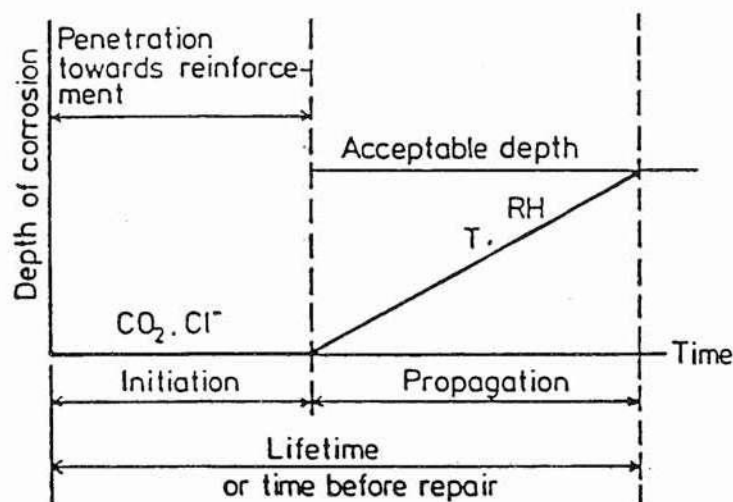 Penetration
towards reinforce-
ment
Depth of corrosion
Acceptable depth
RH
T.
CO₂. Cl⁻
Time
Initiation
Propagation
Lifetime
or time before repair